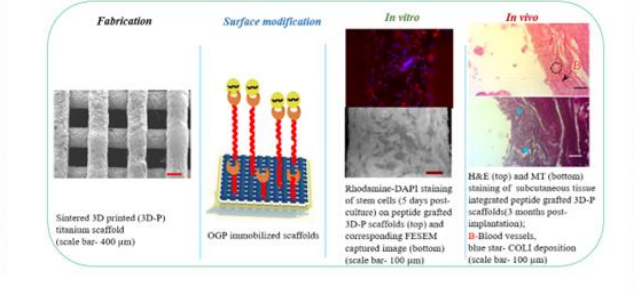 Fabrication
Surface modification
In vitro
In vivo
B
Sintered 3D printed (3D-P)
titanium scaffold
(scale bar- 400 µm)
OGP immobilized scaffolds
Rhodamine-DAPI staining
of stem cells (5 days post-
culture) on peptide grafted
3D-P scaffolds (top) and
corresponding FESEM
captured image (bottom)
(scale bar- 100 µm)
H&E (top) and MT (bottom)
staining of subcutaneous tissue
integrated peptide grafted 3D-P
scaffolds(3 months post-
implantation);
B-Blood vessels,
blue star- COLI deposition
(scale bar- 100 µm)